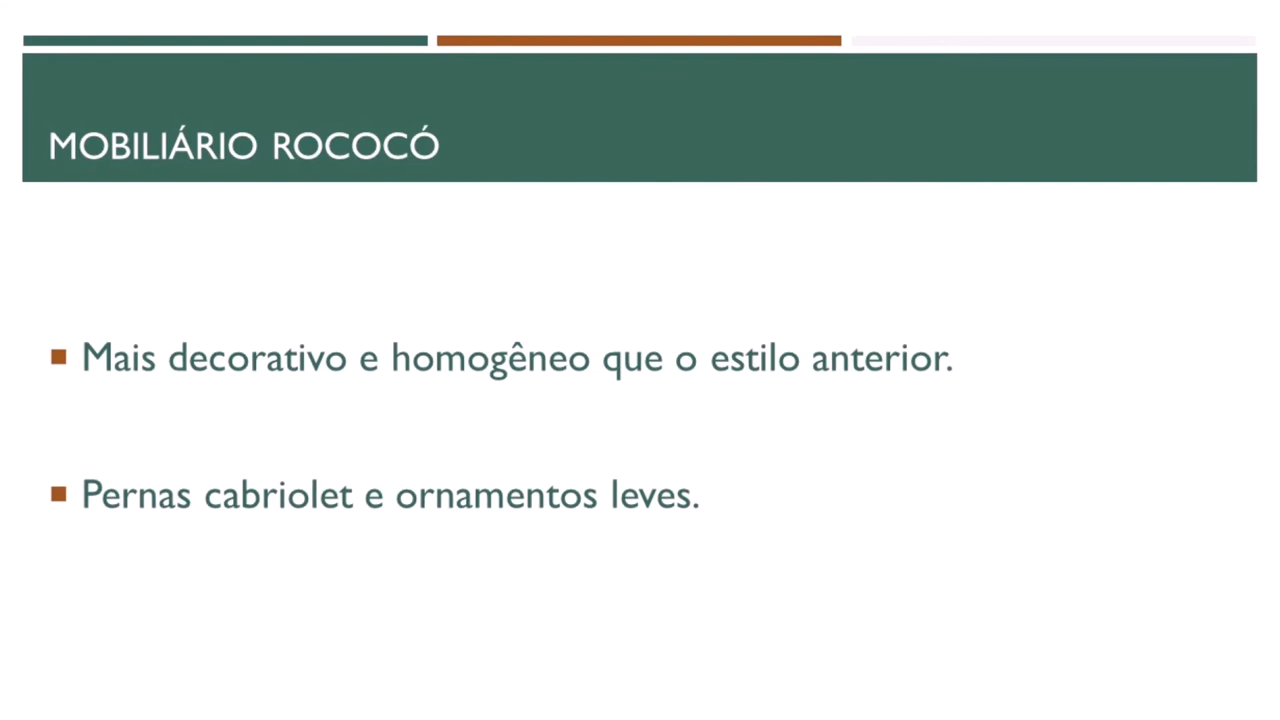 MOBILIÁRIO ROCOCÓ
Mais decorativo e homogêneo que o estilo anterior.
Pernas cabriolet e ornamentos leves.